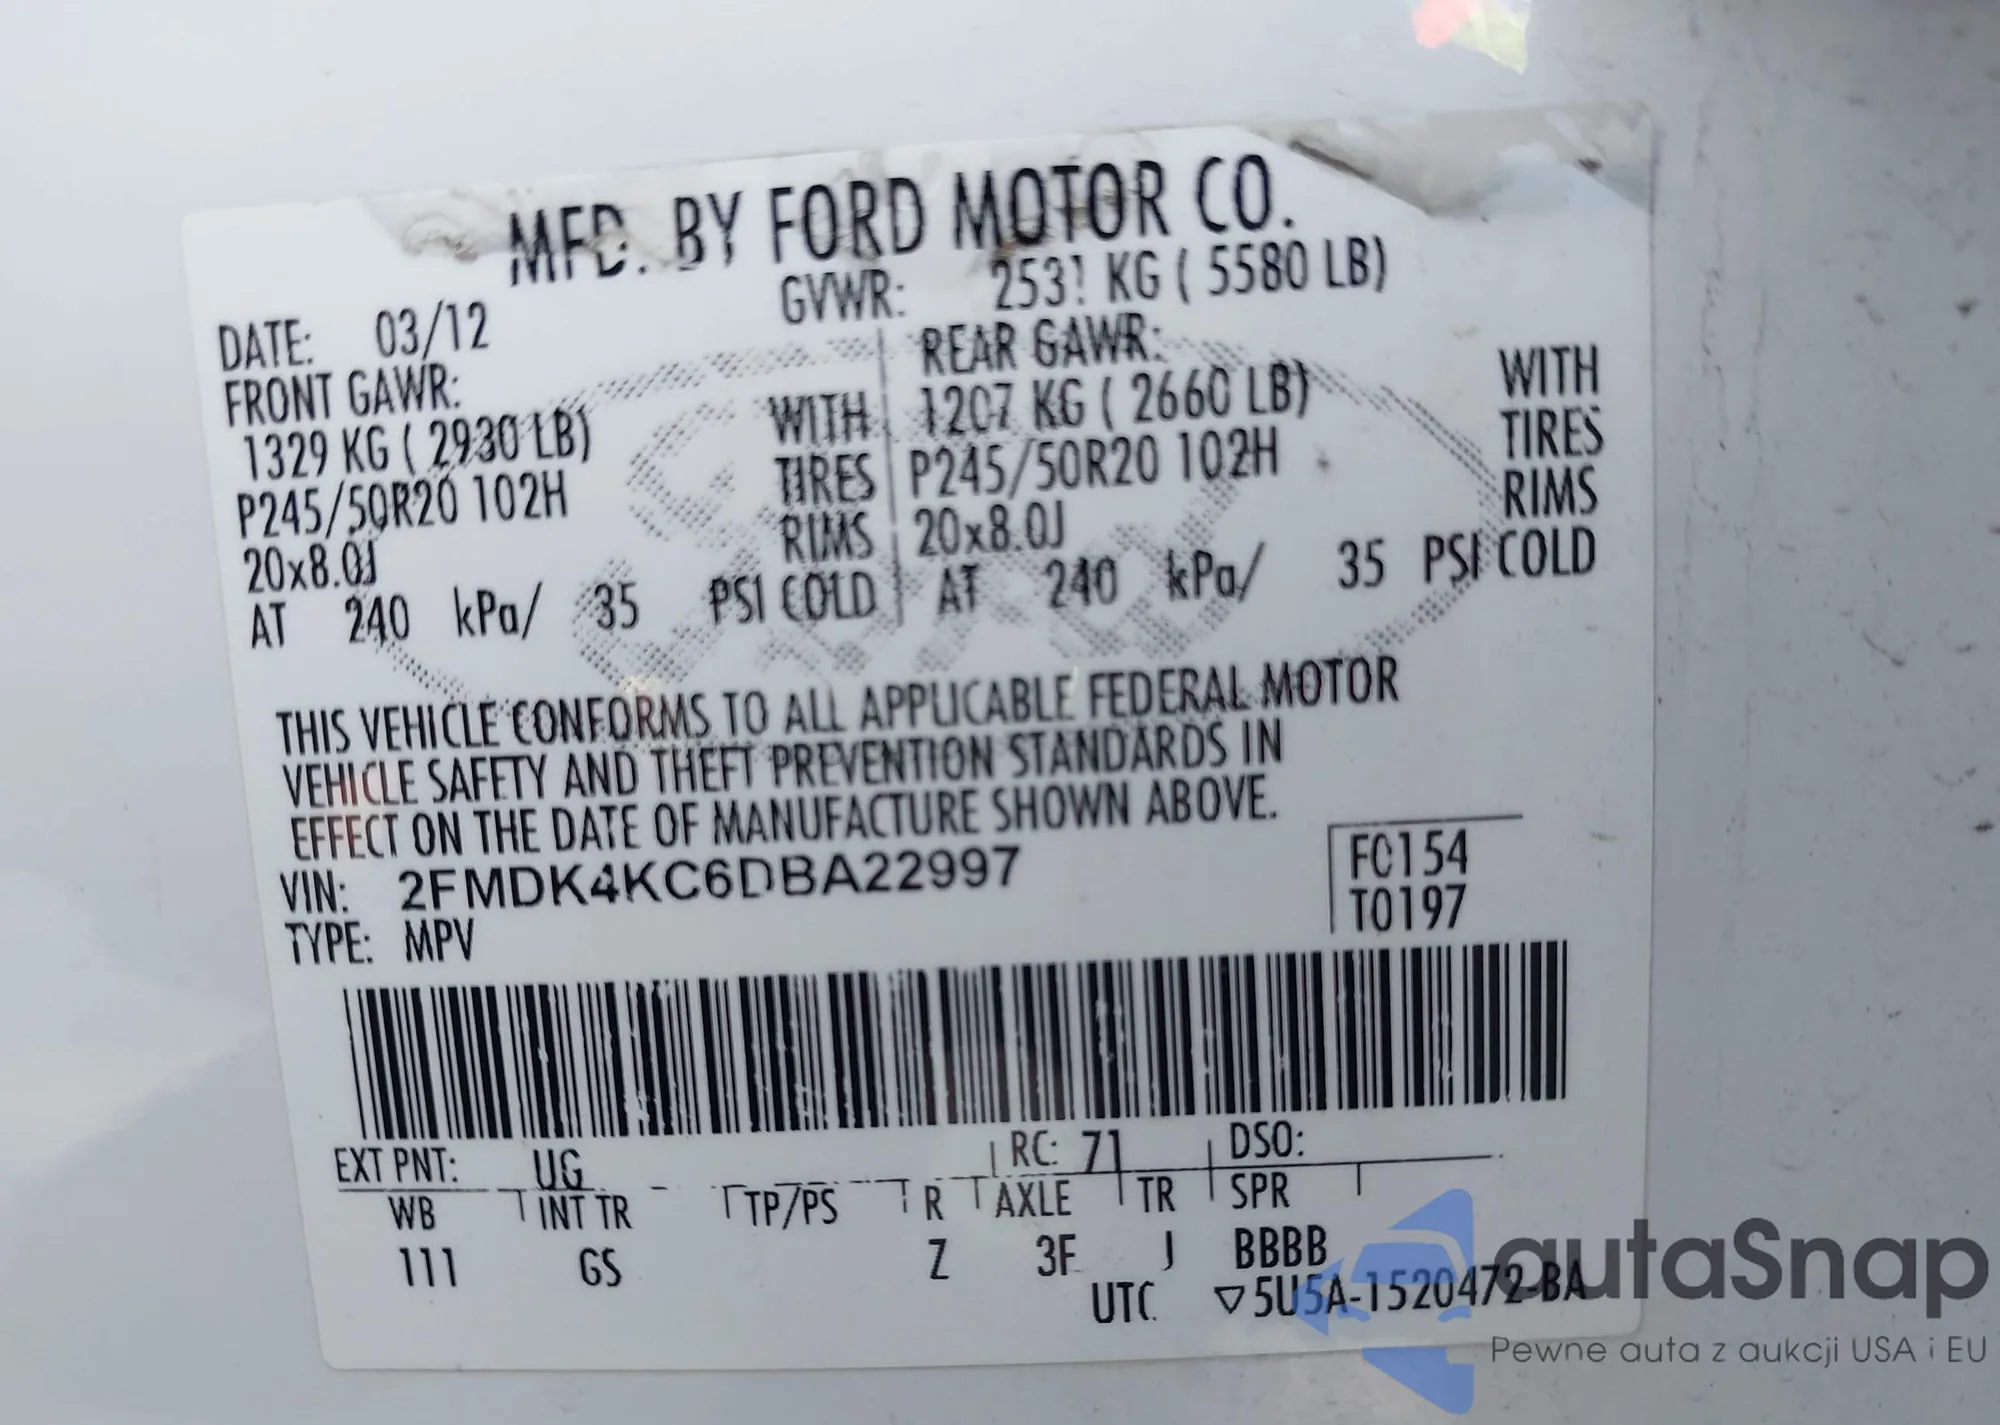 MFD. BY FORD MOTOR CO.
DATE: 03/12 GVWR: 2531 KG ( 5580 LB)
FRONT GAWR: REAR GAWR:
1329 KG ( 2930 LB) WITH 1207 KG ( 2660 LB) WITH
P245/50R20 102H TIRES P245/50R20 102H TIRES
20x8.0J RIMS 20x8.0J RIMS
AT 240 kPa/ 35 PSI COLD AT 240 kPa/ 35 PSI COLD
THIS VEHICLE CONFORMS TO ALL APPLICABLE FEDERAL MOTOR
VEHICLE SAFETY AND THEFT PREVENTION STANDARDS IN
EFFECT ON THE DATE OF MANUFACTURE SHOWN ABOVE.
VIN: 2FMDK4KC6DBA22997 FC154
TYPE: MPV T0197
EXT PNT: UG RC: 71 DSO:
WB INT TR TP/PS R AXLE TR SPR
111 GS Z 3F J BBBB
UTC ▽5U5A-1520472-BA
autaSnap
Pewne auta z aukcji USA i EU